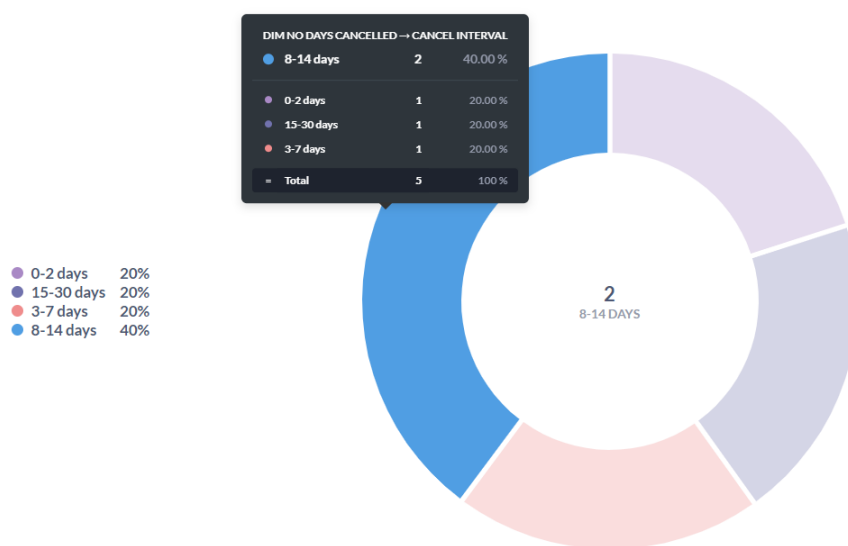 DIM NO DAYS CANCELLED → CANCEL INTERVAL
8-14 days 2 40.00 %
0-2 days 1 20.00 %
15-30 days 1 20.00 %
3-7 days 1 20.00 %
= Total 5 100 %
0-2 days 20%
15-30 days 20%
3-7 days 20%
8-14 days 40%
2
8-14 DAYS